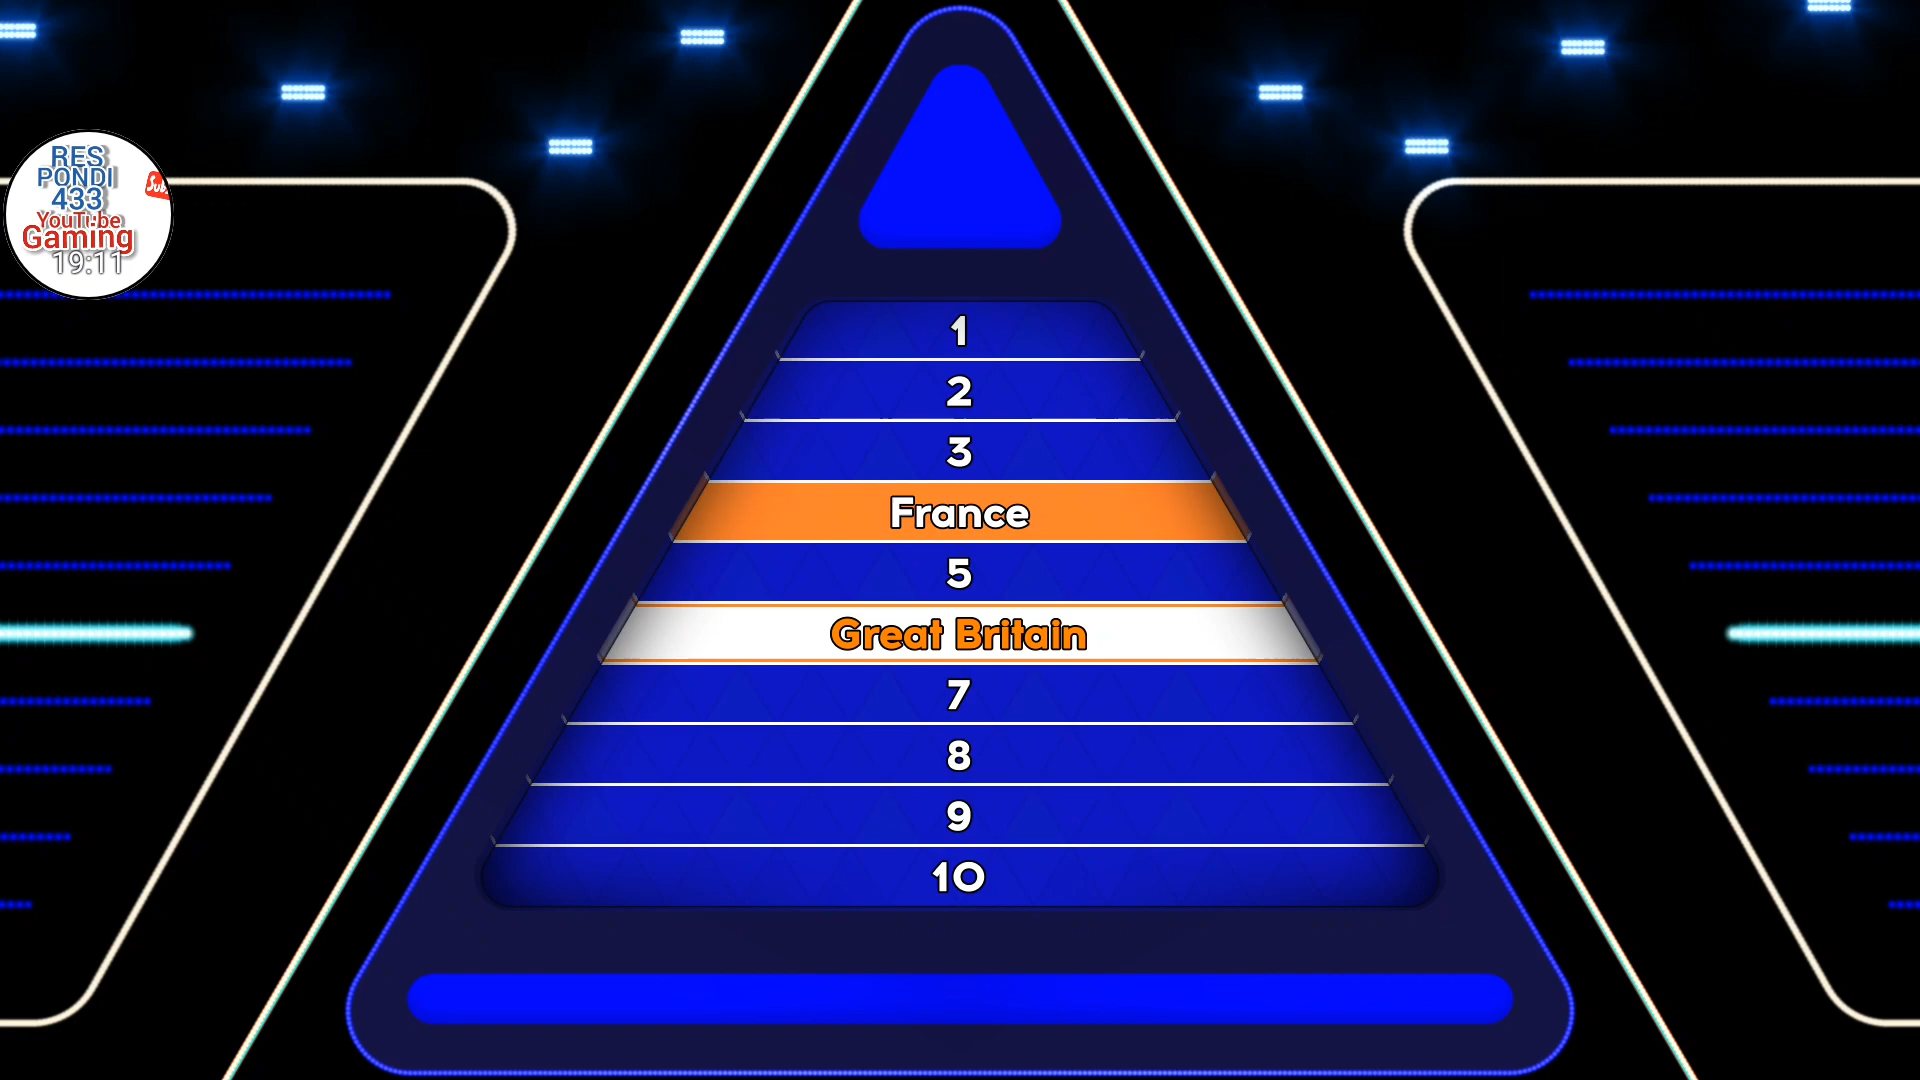 RES
PONDI
433
YouTube
Gaming
19:11
1
2
3
France
5
Great Britain
7
8
9
10